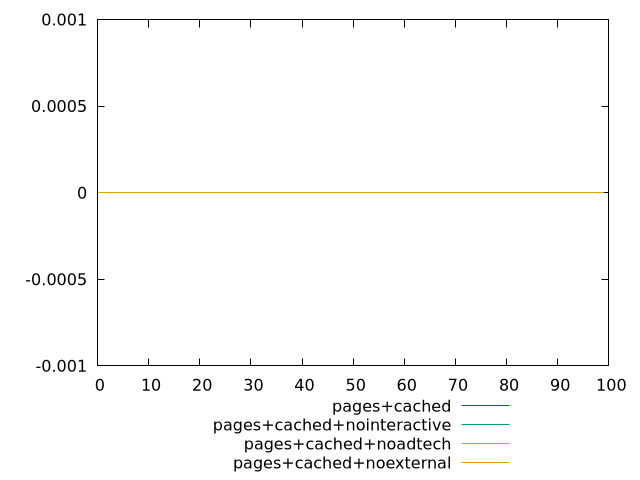 0.001
0.0005
0
-0.0005
-0.001
0 10 20 30 40 50 60 70 80 90 100
pages+cached
pages+cached+nointeractive
pages+cached+noadtech
pages+cached+noexternal